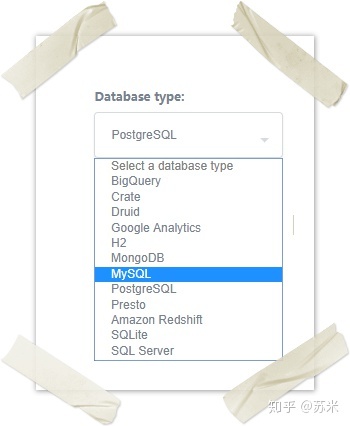 Database type:
PostgreSQL
Select a database type
BigQuery
Crate
Druid
Google Analytics
H2
MongoDB
MySQL
PostgreSQL
Presto
Amazon Redshift
SQLite
SQL Server
知乎 @苏米